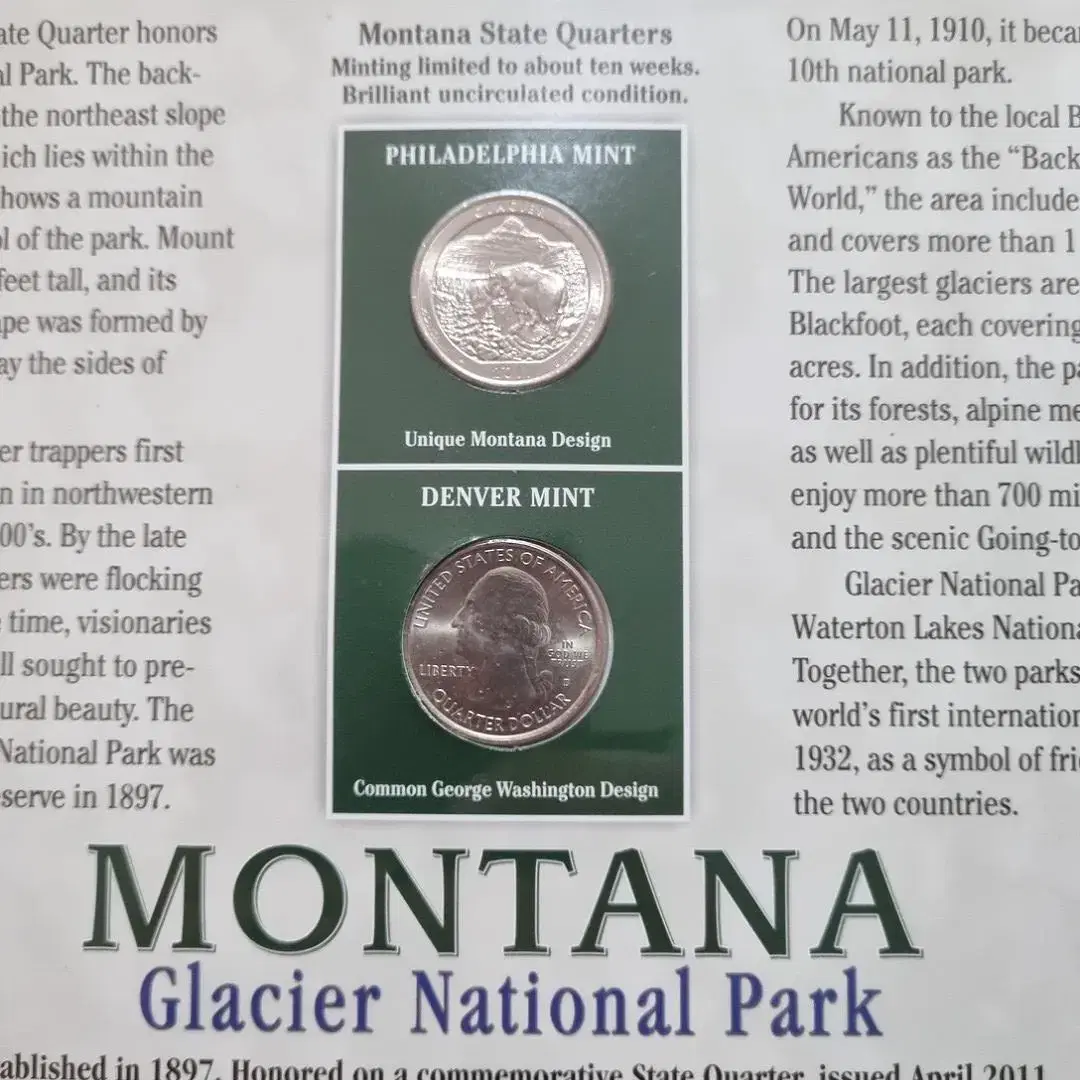 ate Quarter honors
al Park. The back-
the northeast slope
ich lies within the
hows a mountain
ol of the park. Mount
feet tall, and its
ape was formed by
ay the sides of
er trappers first
n in northwestern
00's. By the late
ers were flocking
time, visionaries
ll sought to pre-
ural beauty. The
National Park was
serve in 1897.
Montana State Quarters
Minting limited to about ten weeks.
Brilliant uncirculated condition.
PHILADELPHIA MINT
GLACIER
2011
Unique Montana Design
DENVER MINT
UNITED STATES OF AMERICA
LIBERTY
IN
GOD WE
TRUST
D
QUARTER DOLLAR
Common George Washington Design
On May 11, 1910, it beca
10th national park.
Known to the local B
Americans as the “Back
World,” the area include
and covers more than 1
The largest glaciers are
Blackfoot, each covering
acres. In addition, the pa
for its forests, alpine me
as well as plentiful wildl
enjoy more than 700 mi
and the scenic Going-to
Glacier National Pa
Waterton Lakes Nationa
Together, the two parks
world's first internation
1932, as a symbol of frie
the two countries.
MONTANA
Glacier National Park
ablished in 1897. Honored on a commemorative State Quarter, issued April 2011